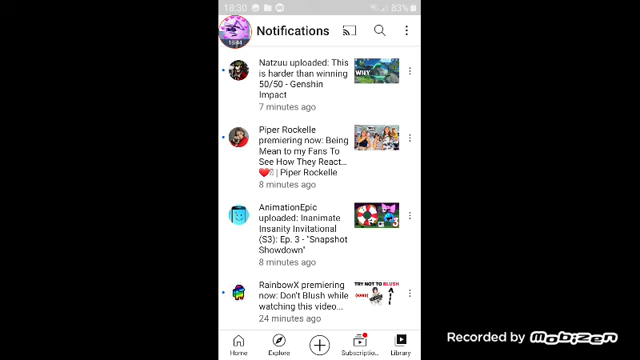 18:30
83%
18:44
Notifications
Natzuu uploaded: This
is harder than winning
50/50 - Genshin
Impact
7 minutes ago
WHY
Piper Rockelle
premiering now: Being
Mean to my Fans To
See How They React...
❤️ | Piper Rockelle
8 minutes ago
AnimationEpic
uploaded: Inanimate
Insanity Invitational
(S3): Ep. 3 - "Snapshot
Showdown"
8 minutes ago
RainbowX premiering
now: Don't Blush while
watching this video...
24 minutes ago
TRY NOT TO BLUSH
Home
Explore
Subscriptio...
Library
Recorded by Mobizen